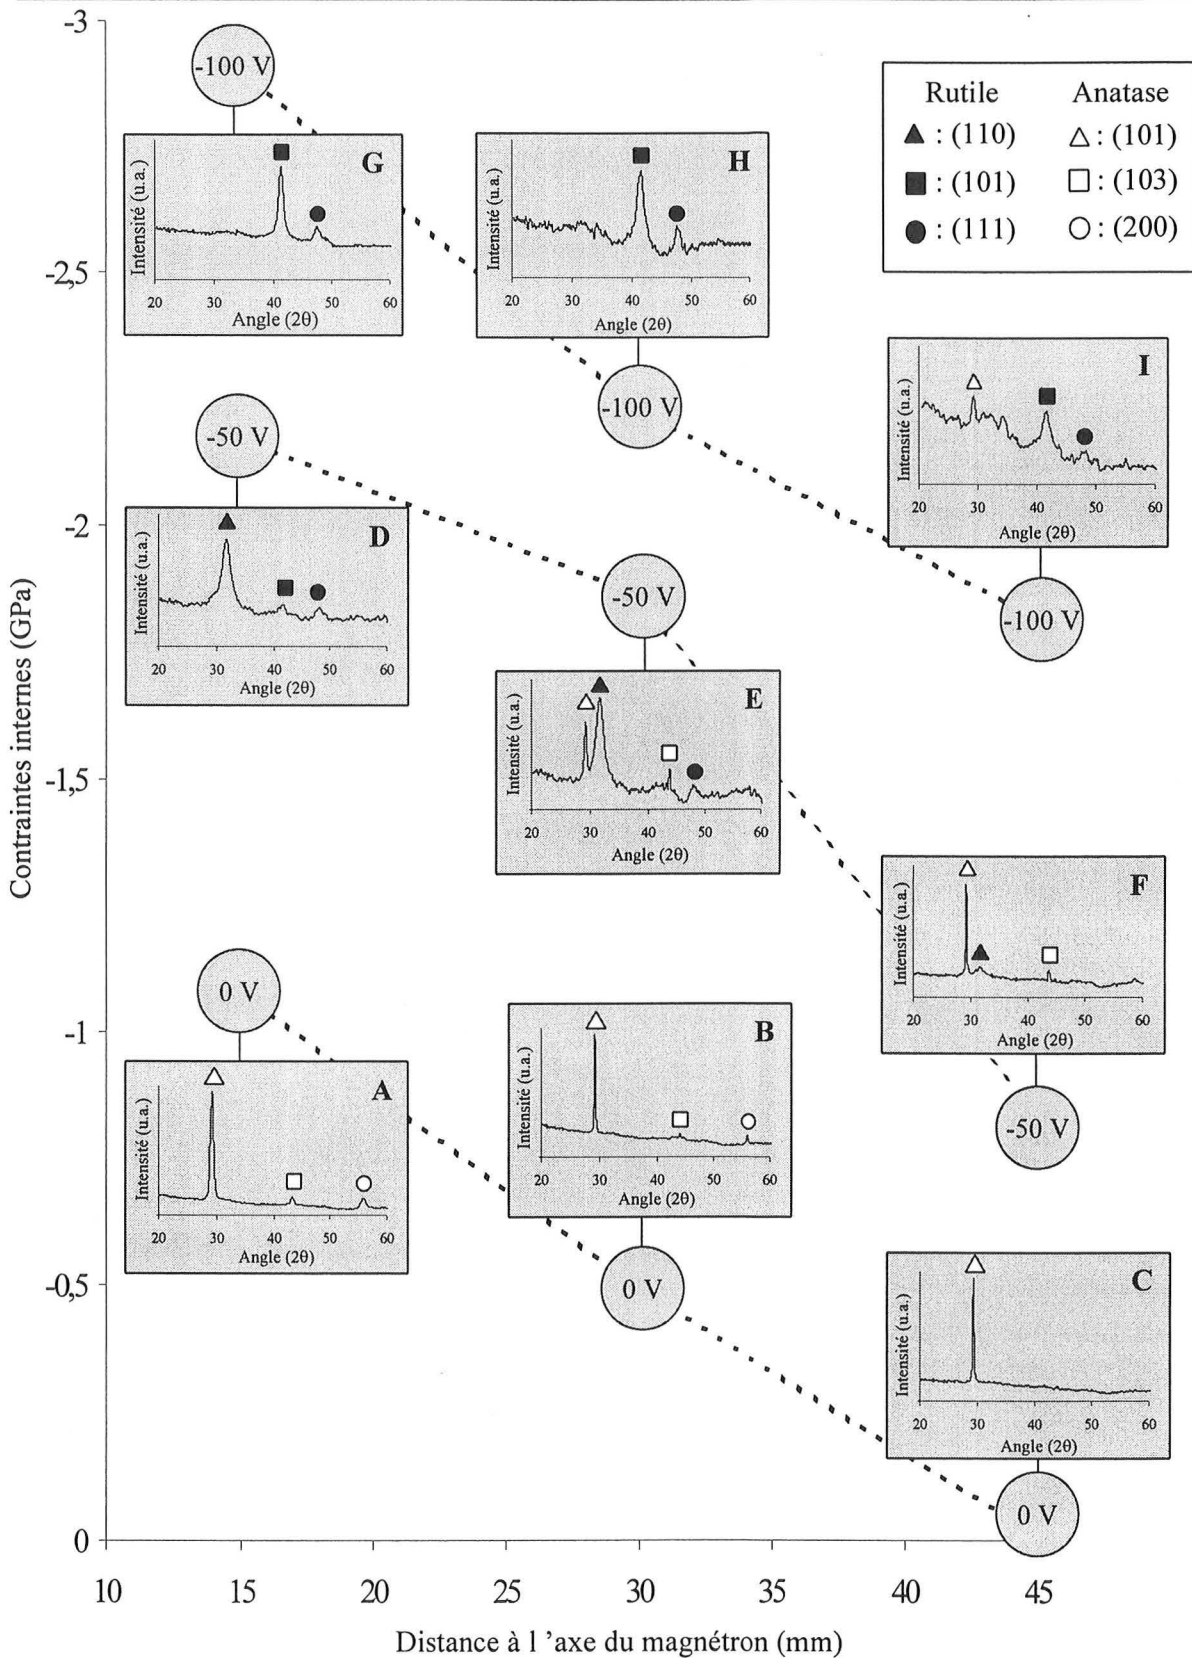 -3
-100 V
Rutile Anatase
▲ : (110) △ : (101)
■ : (101) □ : (103)
● : (111) ○ : (200)
G
Intensité (u.a.)
20 30 40 50 60
Angle (2θ)
H
Intensité (u.a.)
20 30 40 50 60
Angle (2θ)
-2,5
I
Intensité (u.a.)
20 30 40 50 60
Angle (2θ)
-100 V
-50 V
-2
D
Intensité (u.a.)
20 30 40 50 60
Angle (2θ)
-50 V
-100 V
E
Intensité (u.a.)
20 30 40 50 60
Angle (2θ)
-1,5
Contraintes internes (GPa)
F
Intensité (u.a.)
20 30 40 50 60
Angle (2θ)
0 V
-1
B
Intensité (u.a.)
20 30 40 50 60
Angle (2θ)
A
Intensité (u.a.)
20 30 40 50 60
Angle (2θ)
-50 V
-0,5
0 V
C
Intensité (u.a.)
20 30 40 50 60
Angle (2θ)
0 V
0
10 15 20 25 30 35 40 45
Distance à l ’axe du magnétron (mm)